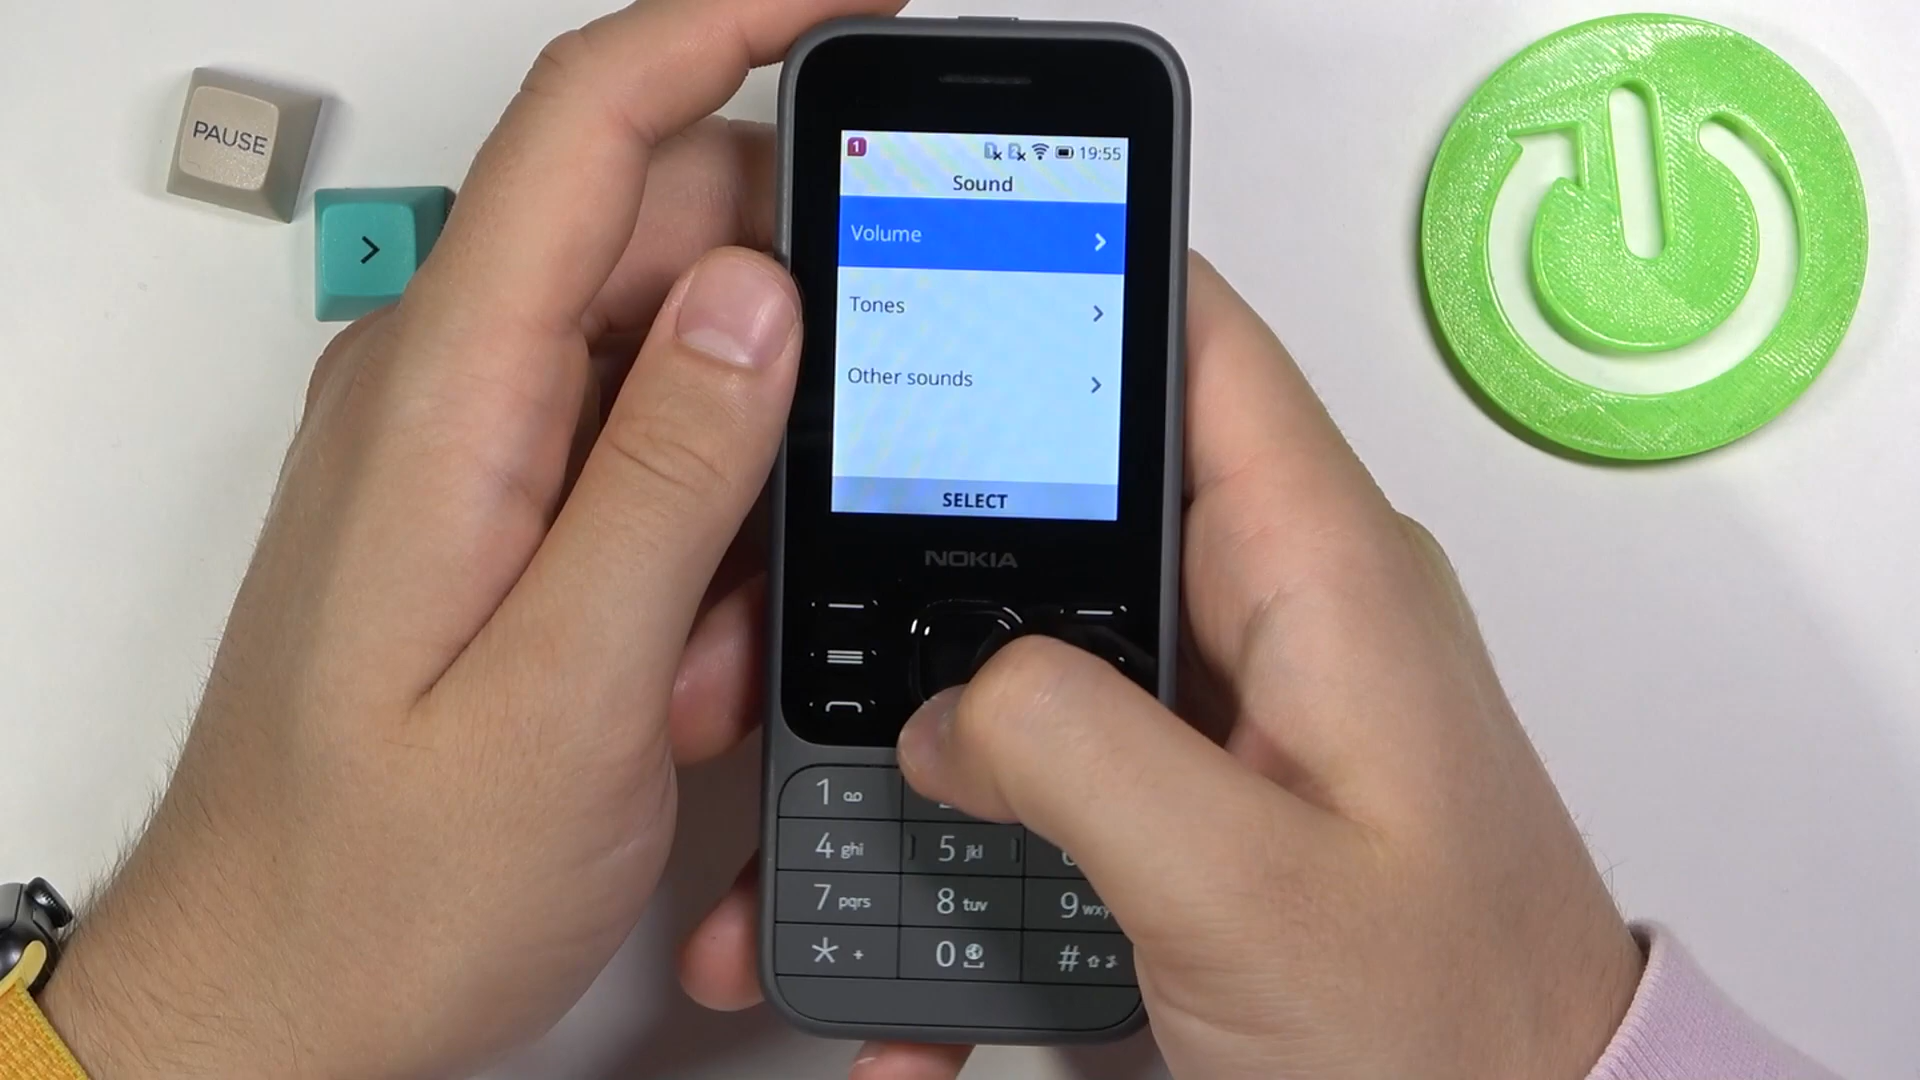 PAUSE
>
1
19:55
Sound
Volume
Tones
Other sounds
SELECT
NOKIA
1
4 ghi
5 jkl
7 pqrs
8 tuv
9 wxy
* +
0
#